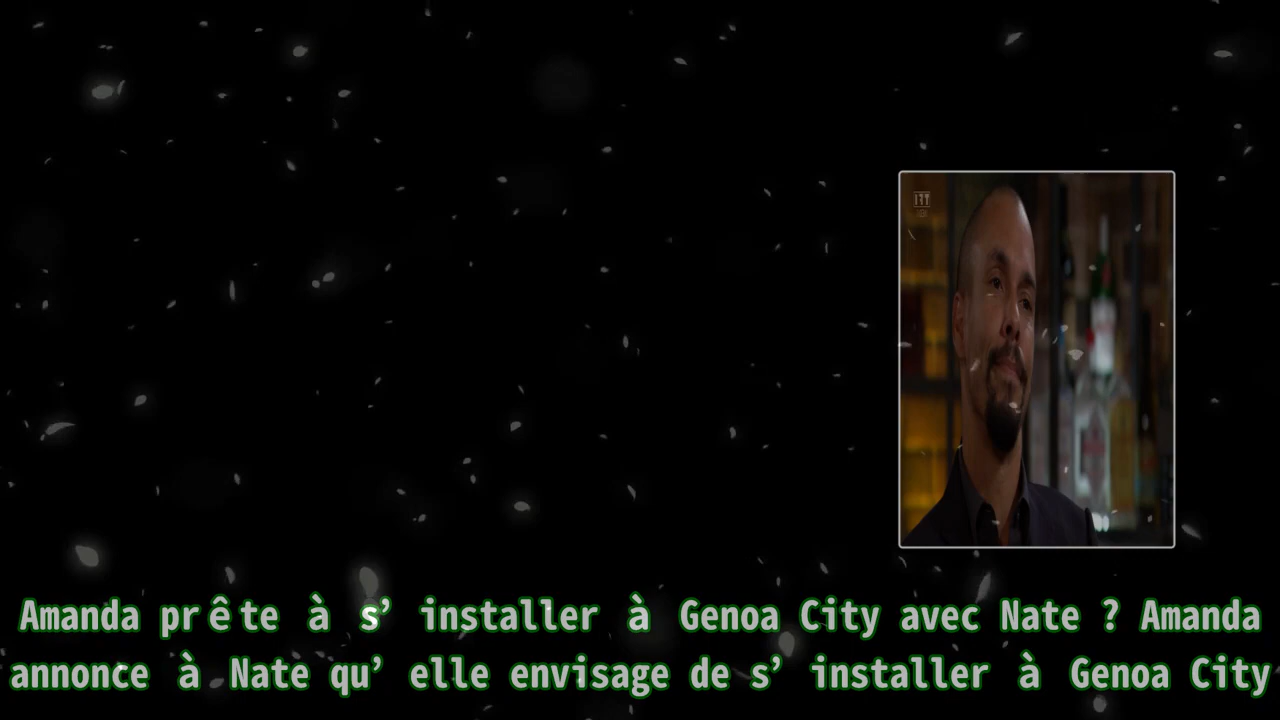 Amanda prête à s’ installer à Genoa City avec Nate ? Amanda
annonce à Nate qu’ elle envisage de s’ installer à Genoa City